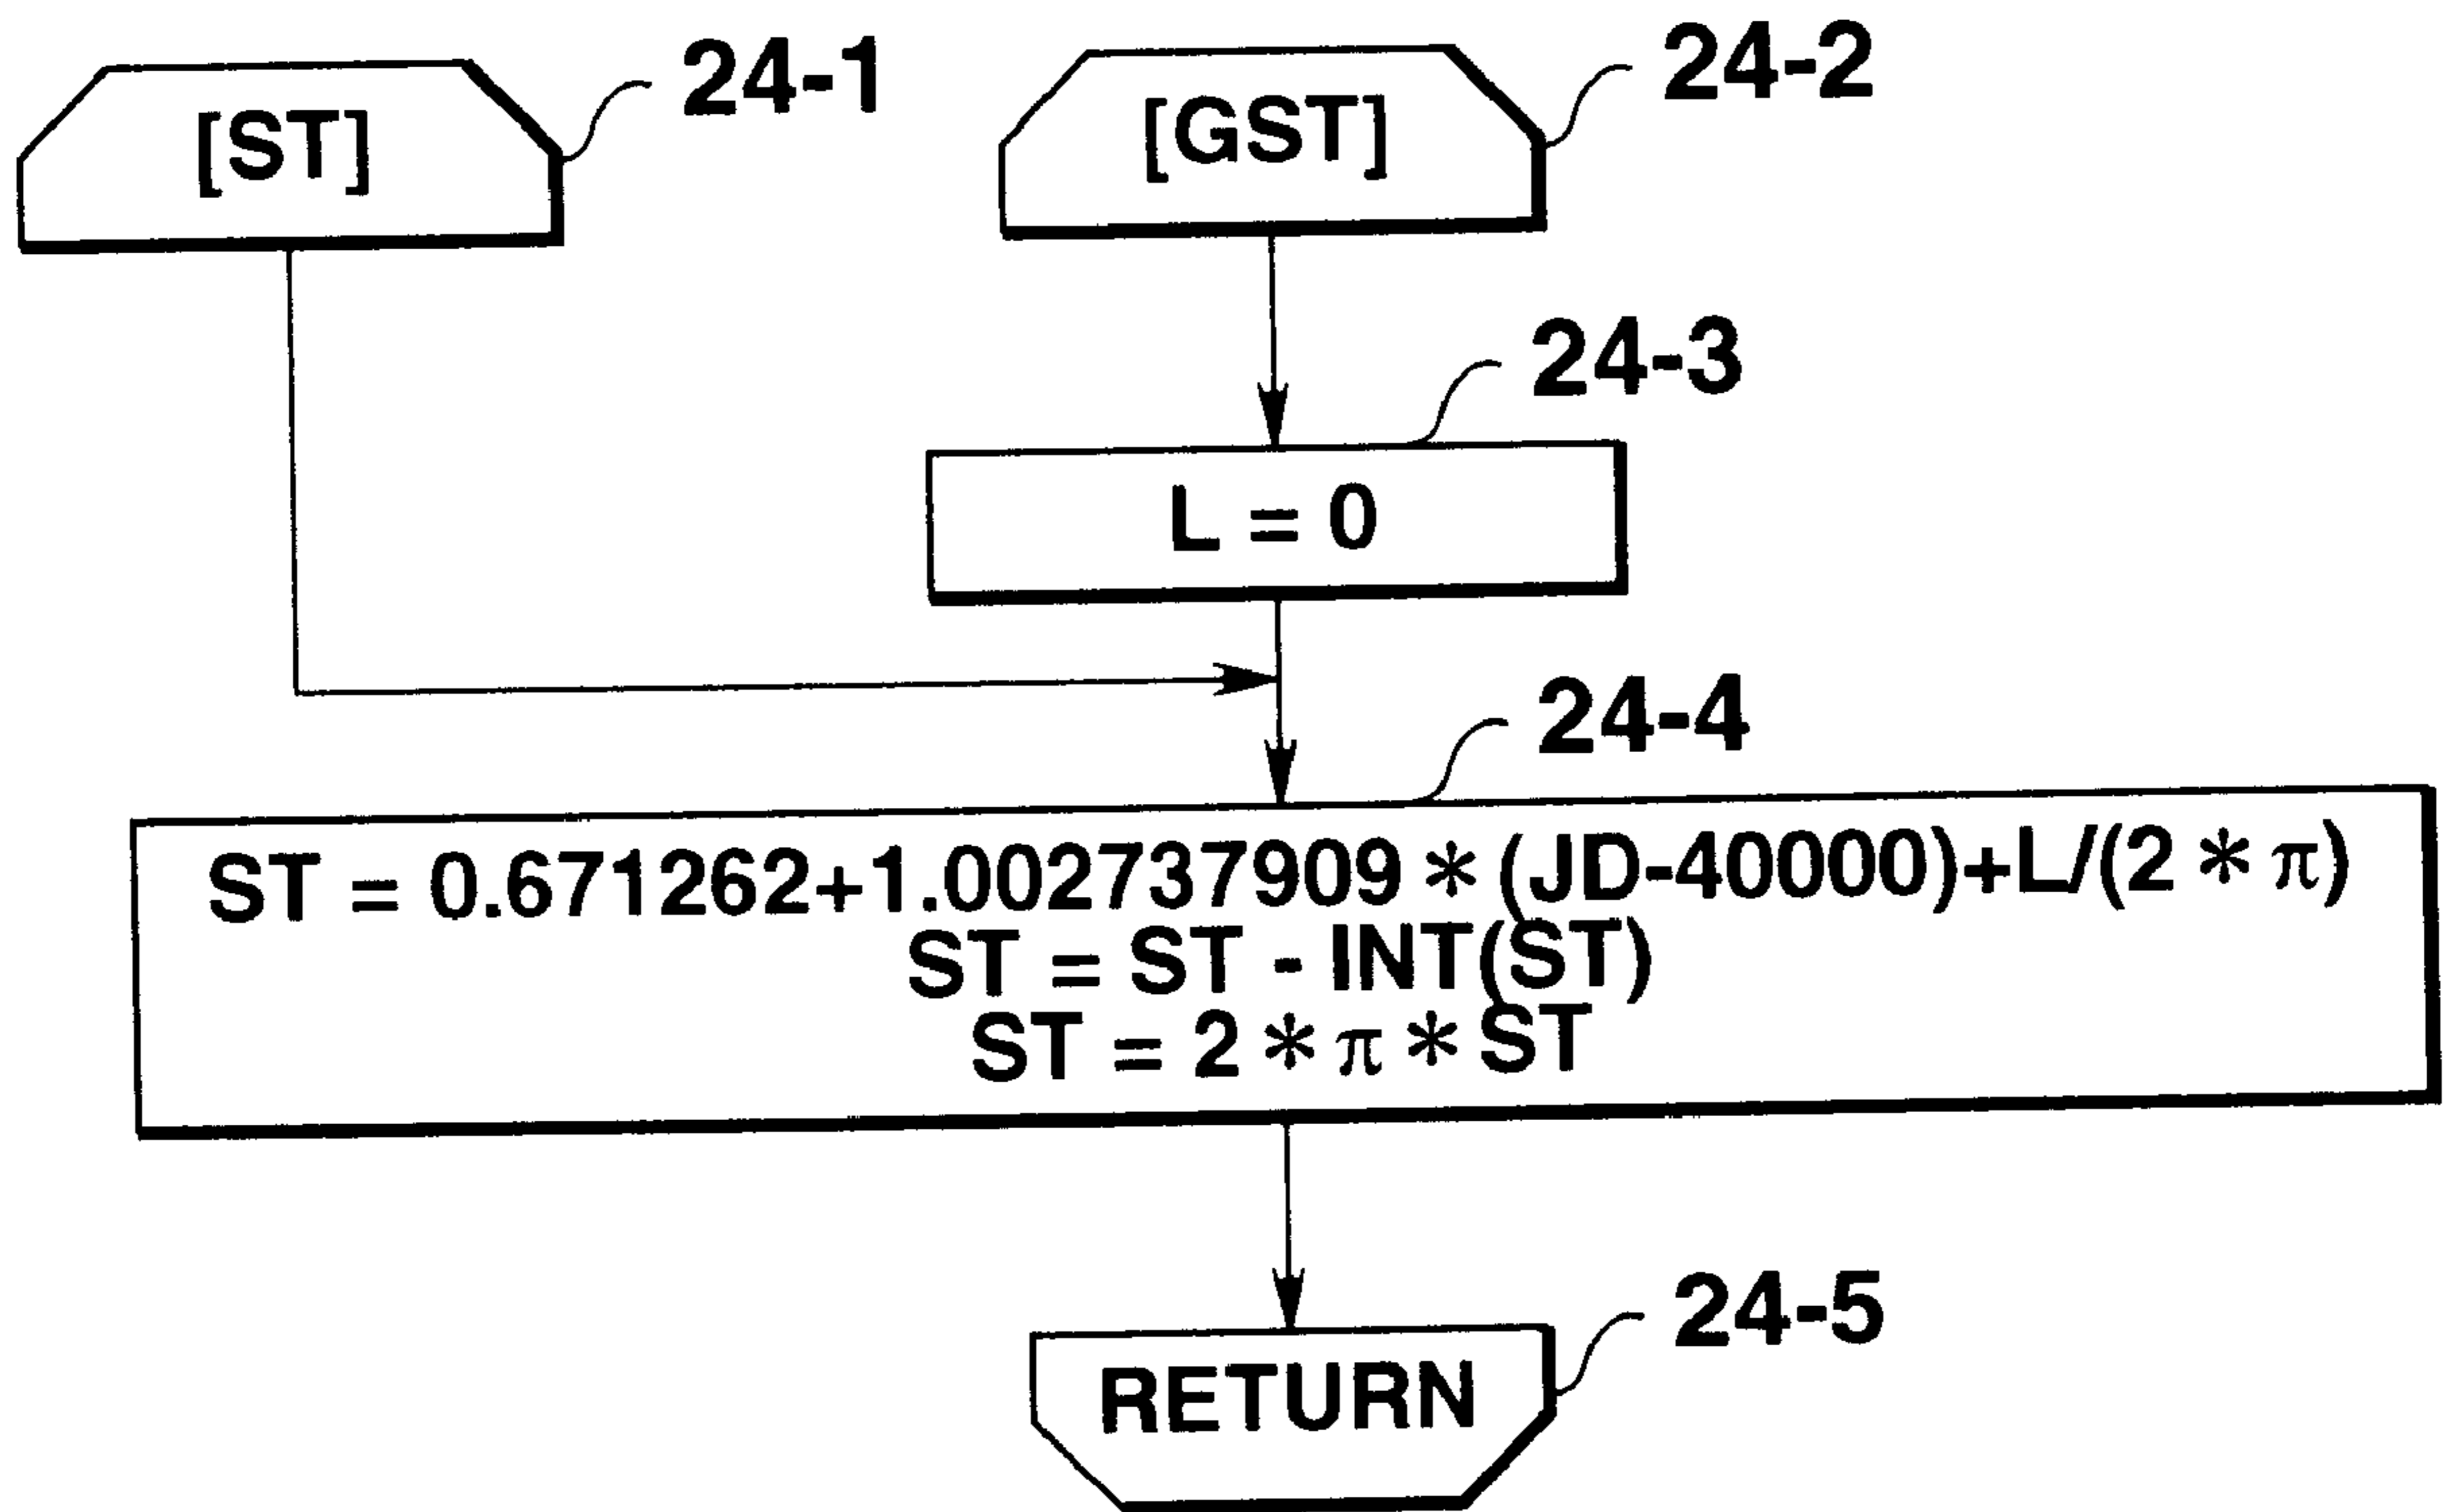 [ST]
24-1
[GST]
24-2
24-3
L = 0
24-4
ST = 0.671262+1.002737909*(JD-40000)+L/(2 * π)
ST = ST - INT(ST)
ST = 2 * π * ST
24-5
RETURN